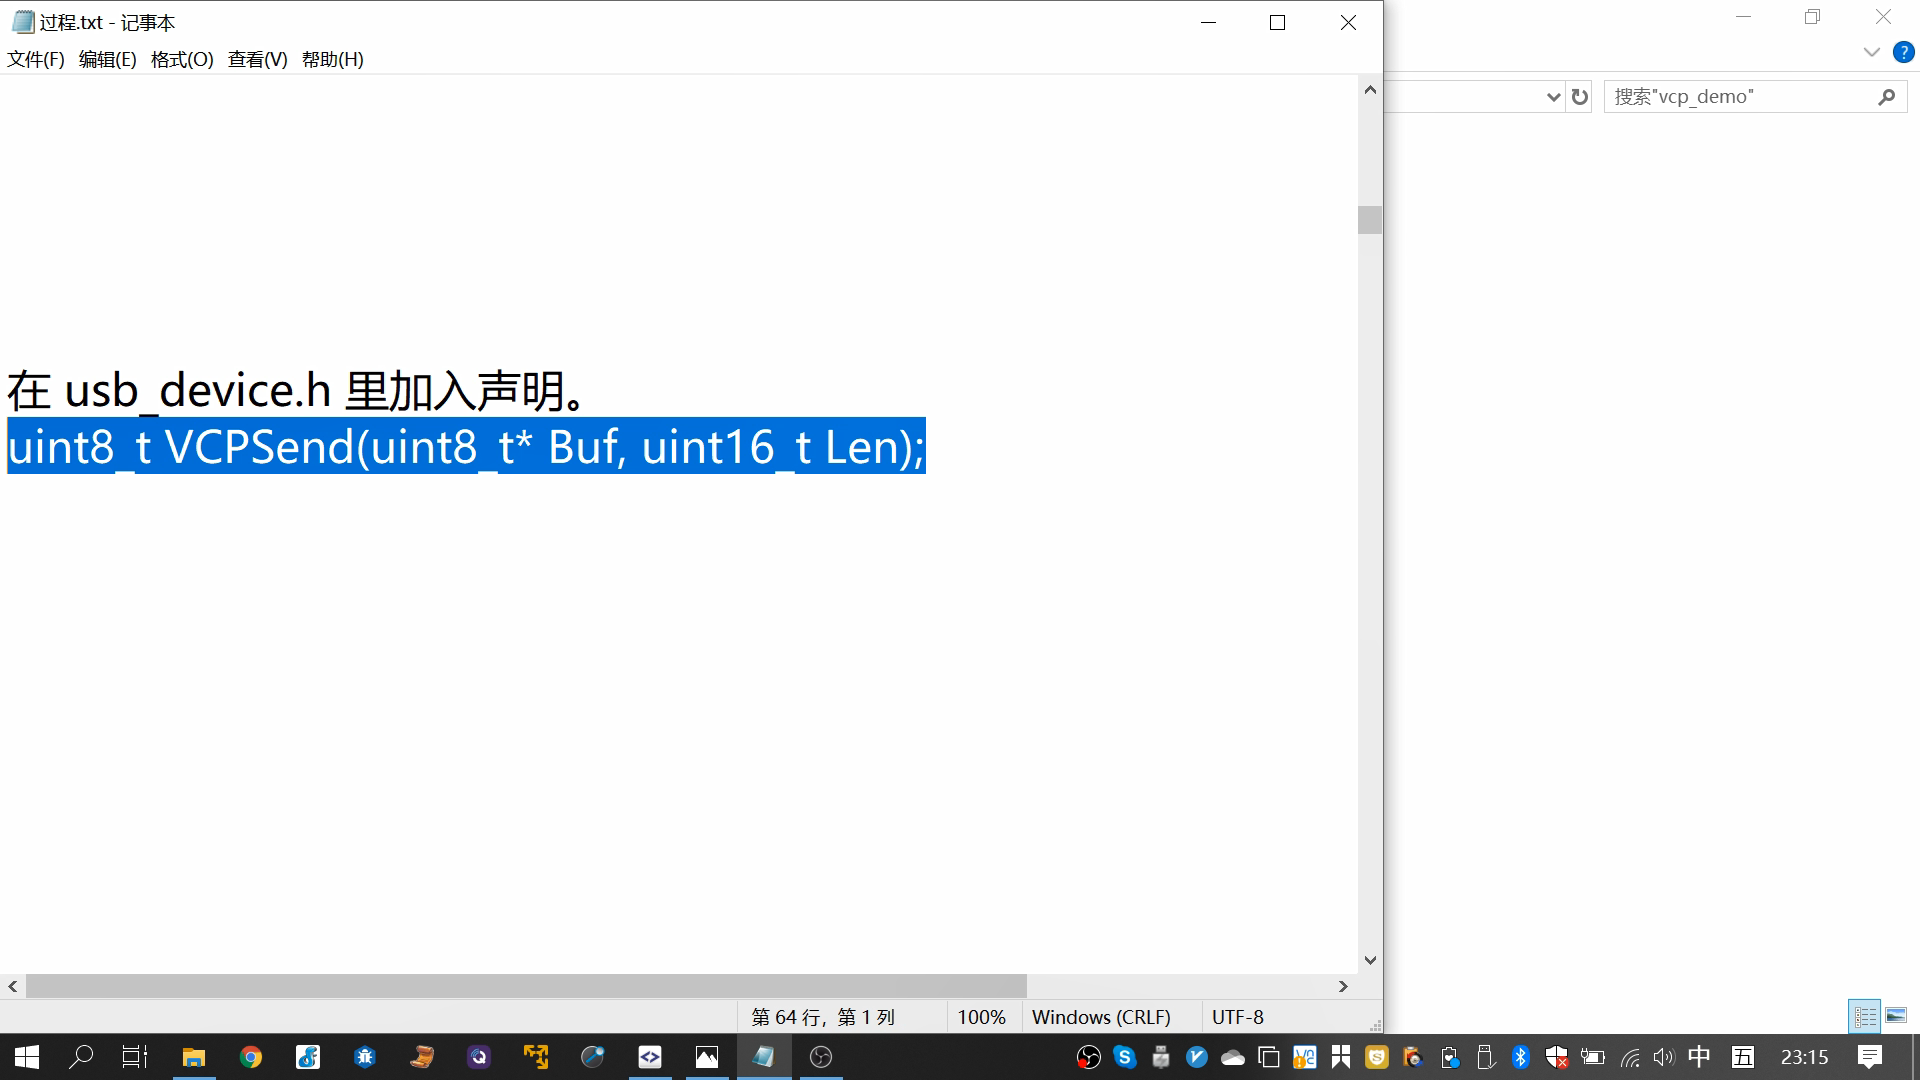 过程.txt - 记事本
文件(F) 编辑(E) 格式(O) 查看(V) 帮助(H)
搜索"vcp_demo"
在 usb_device.h 里加入声明。
uint8_t VCPSend(uint8_t* Buf, uint16_t Len);
第 64 行，第 1 列 100% Windows (CRLF) UTF-8
中 五 23:15